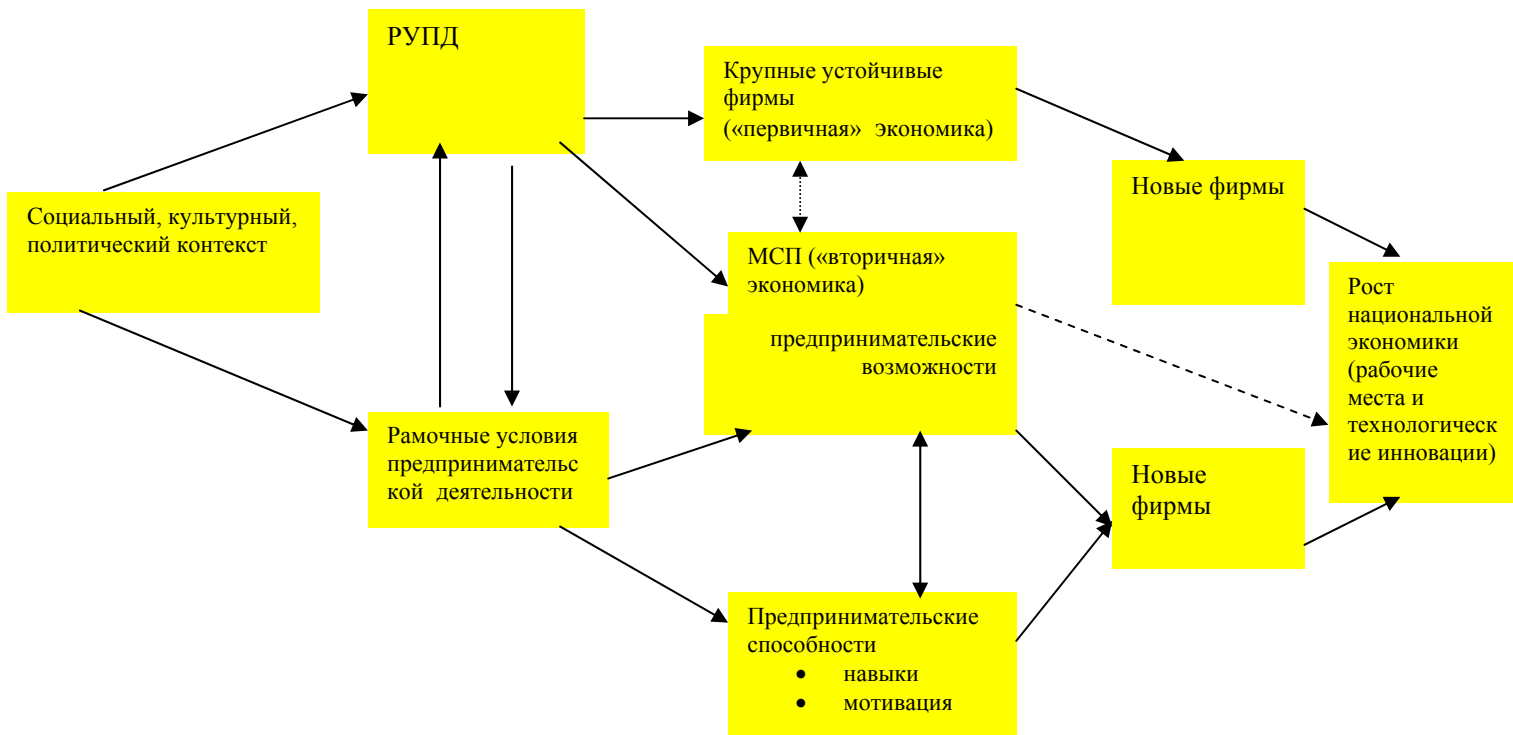 РУПД
Крупные устойчивые
фирмы
(«первичная» экономика)
Новые фирмы
Социальный, культурный,
политический контекст
МСП («вторичная»
экономика)
предпринимательские
возможности
Рост
национальной
экономики
(рабочие
места и
технологическ
ие инновации)
Рамочные условия
предпринимательс
кой деятельности
Новые
фирмы
Предпринимательские
способности
• навыки
• мотивация